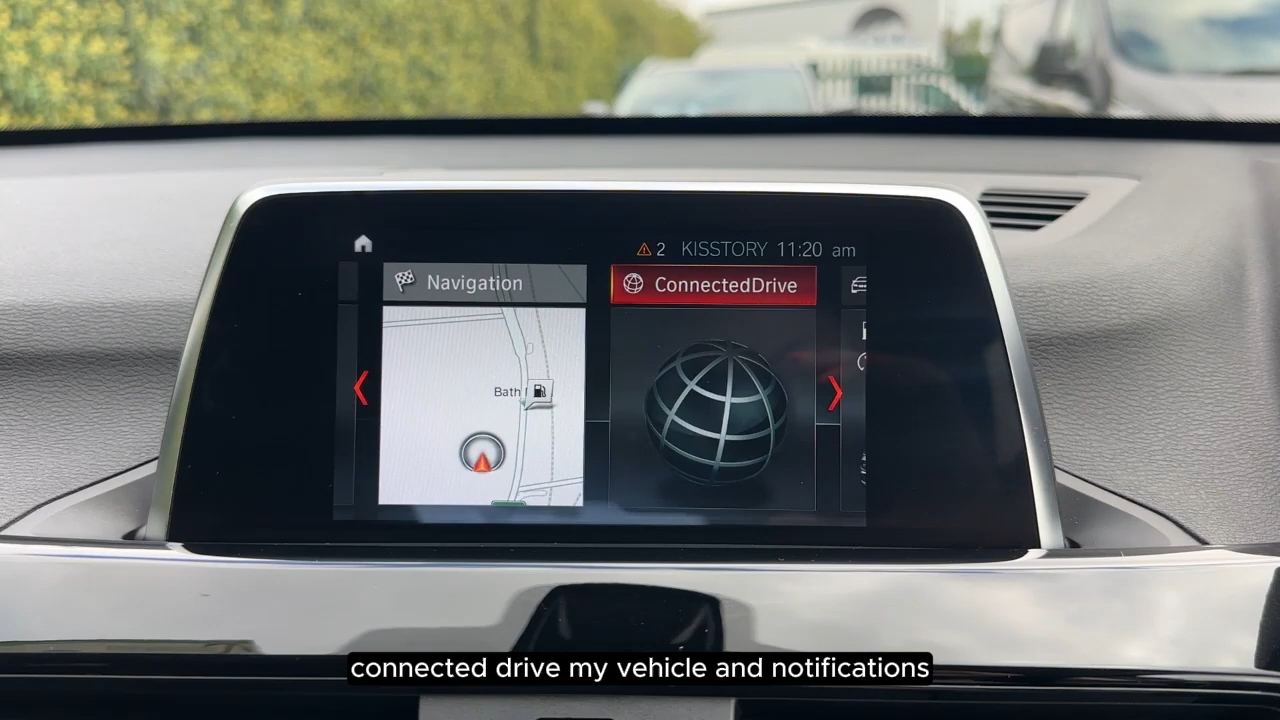 2 KISSTORY 11:20 am
Navigation
ConnectedDrive
Bath
connected drive my vehicle and notifications